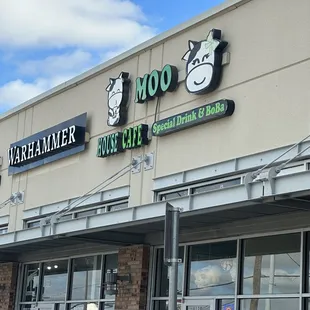 WARHAMMER
MOO
HOUSE CAFE
Special Drink & BoBa